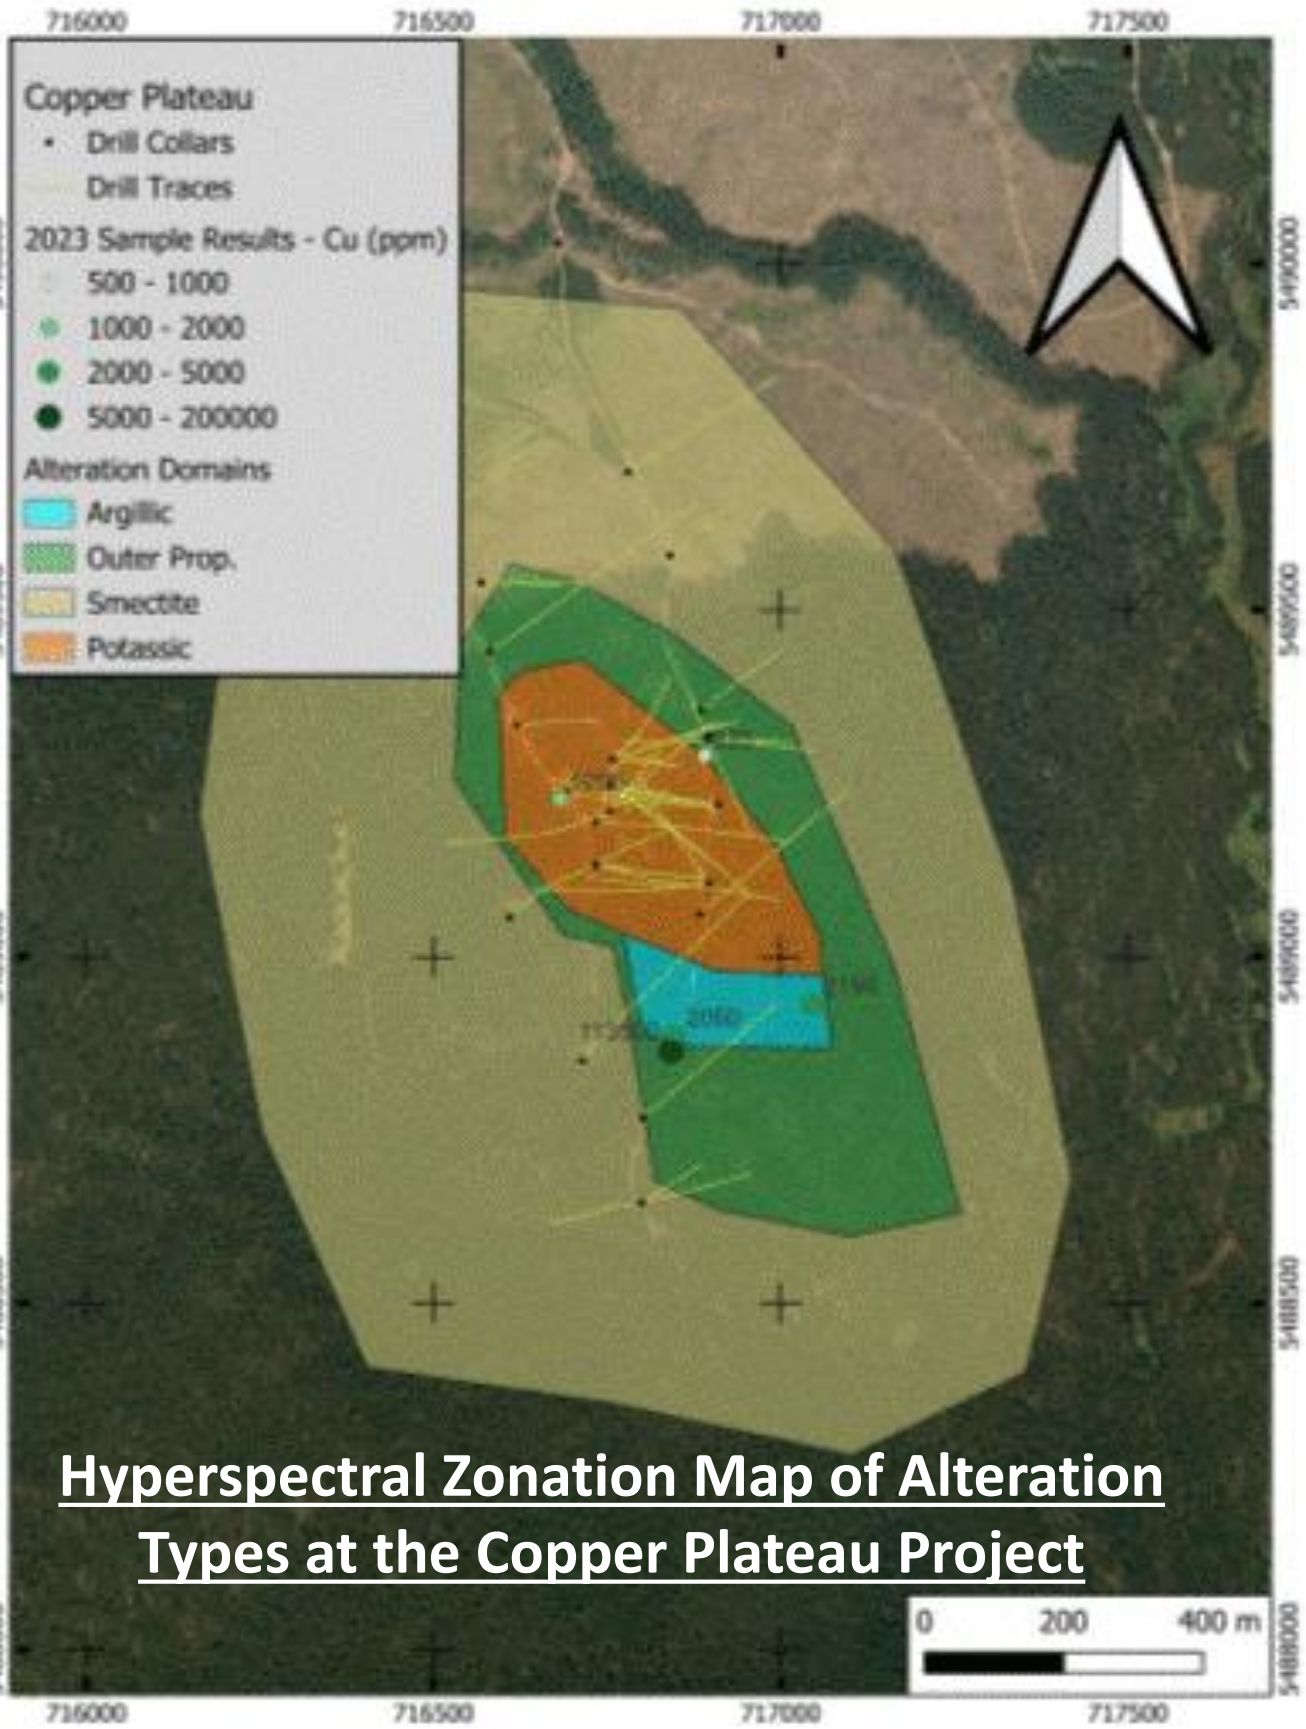 716000 716500 717000 717500
Copper Plateau
Drill Collars
Drill Traces
2023 Sample Results - Cu (ppm)
500 - 1000
1000 - 2000
2000 - 5000
5000 - 200000
Alteration Domains
Argillic
Outer Prop.
Smectite
Potassic
5490000
5489500
5489000
5488500
5488000
2060
Hyperspectral Zonation Map of Alteration
Types at the Copper Plateau Project
0 200 400 m
716000 716500 717000 717500